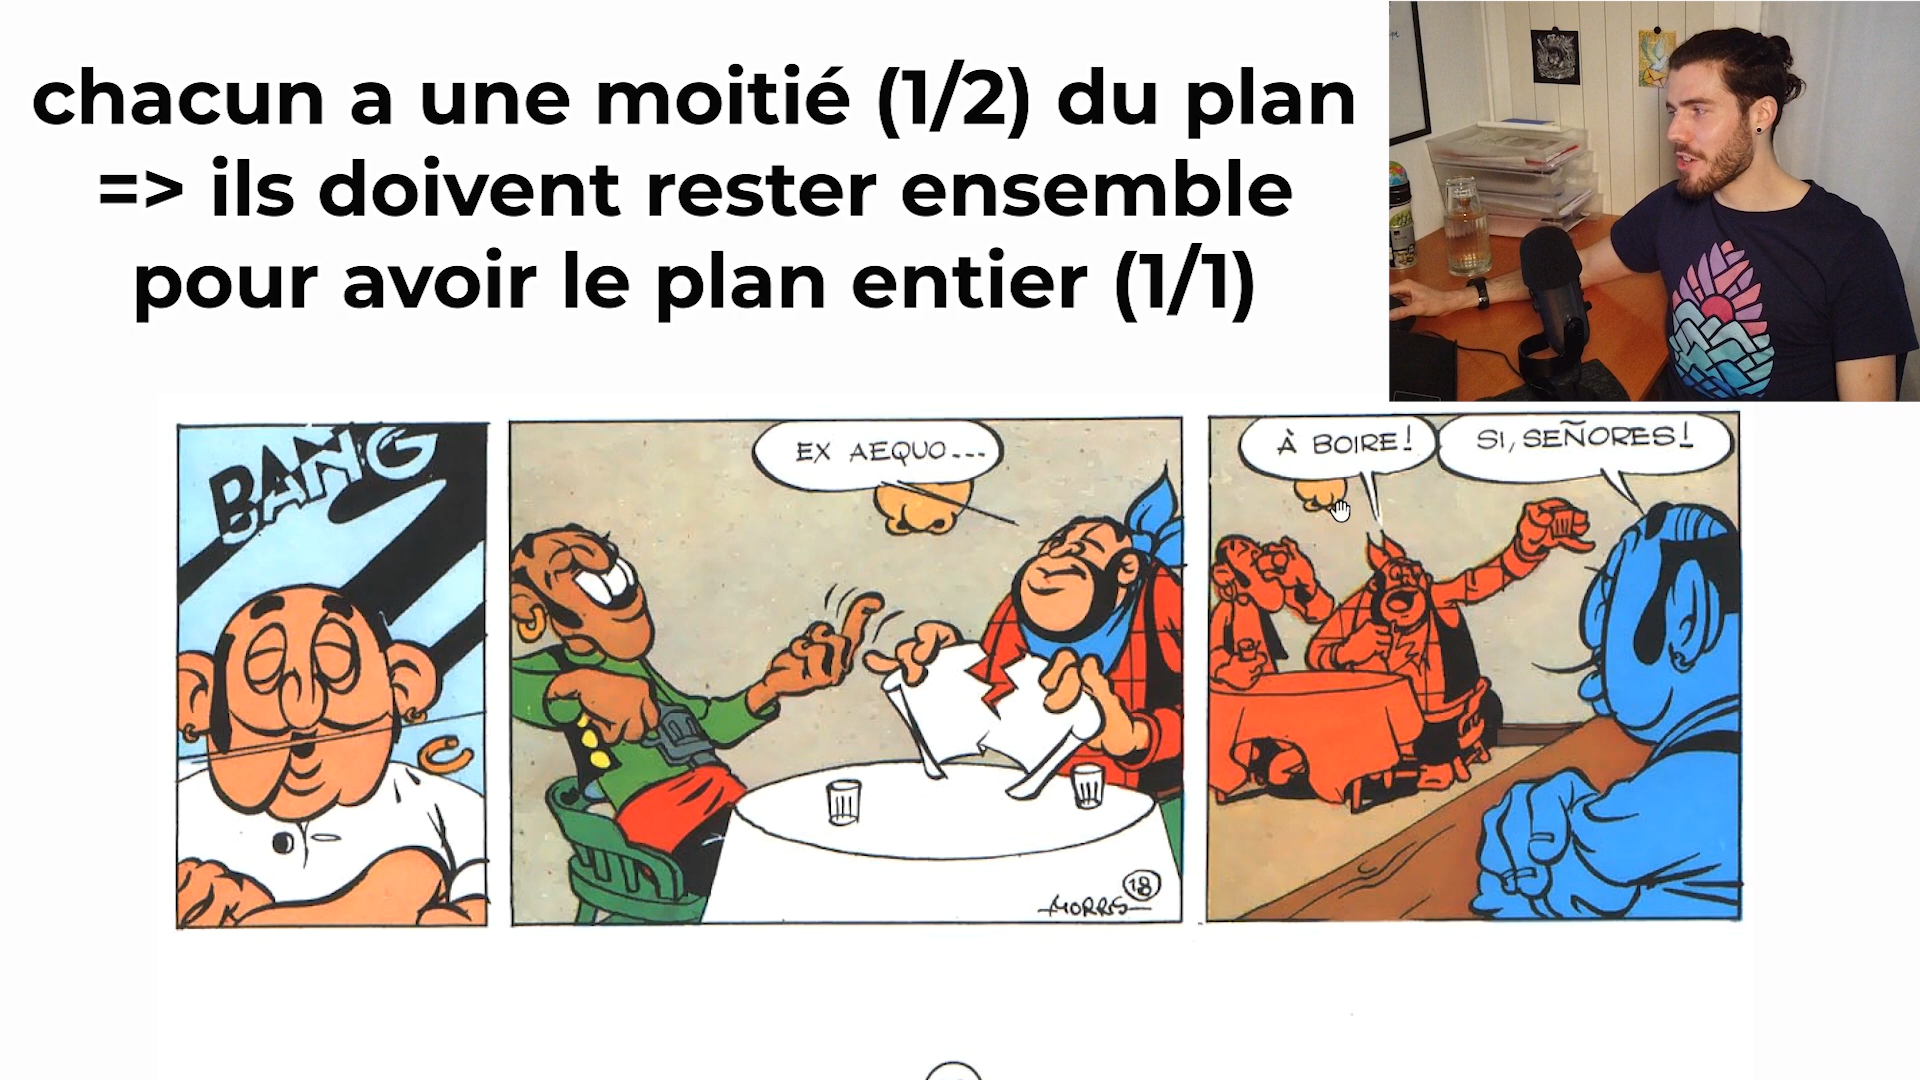 chacun a une moitié (1/2) du plan
=> ils doivent rester ensemble
pour avoir le plan entier (1/1)
BANG
EX AEQUO...
À BOIRE!
SI, SEÑORES!
MORRIS
18